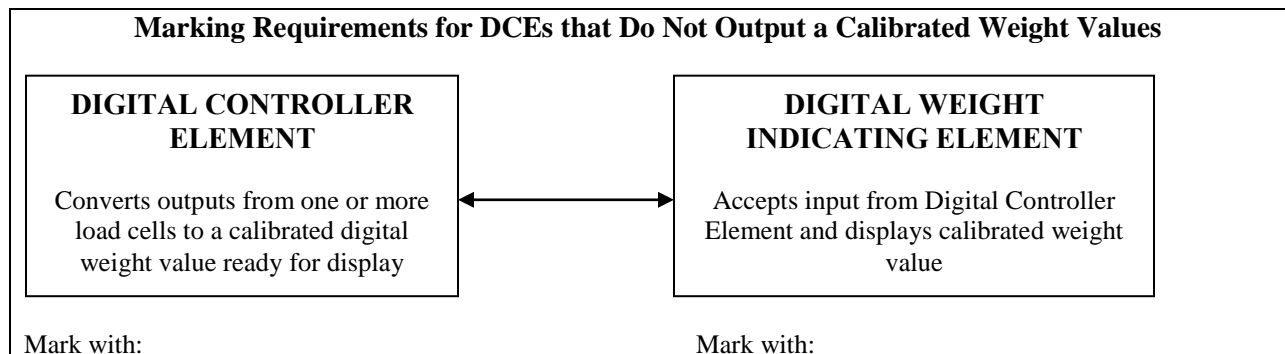 Marking Requirements for DCEs that Do Not Output a Calibrated Weight Values
DIGITAL CONTROLLER
ELEMENT
Converts outputs from one or more
load cells to a calibrated digital
weight value ready for display
DIGITAL WEIGHT
INDICATING ELEMENT
Accepts input from Digital Controller
Element and displays calibrated weight
value
Mark with:
Mark with: